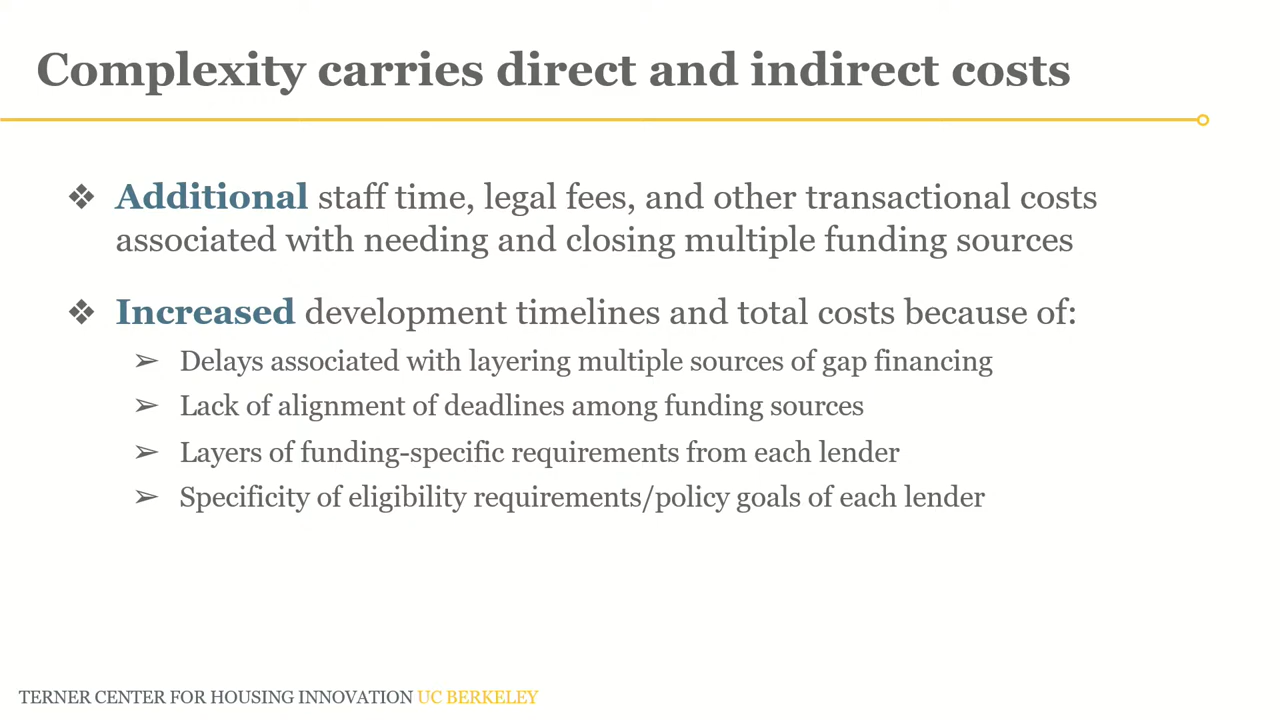 Complexity carries direct and indirect costs
❖ Additional staff time, legal fees, and other transactional costs
associated with needing and closing multiple funding sources
❖ Increased development timelines and total costs because of:
➢ Delays associated with layering multiple sources of gap financing
➢ Lack of alignment of deadlines among funding sources
➢ Layers of funding-specific requirements from each lender
➢ Specificity of eligibility requirements/policy goals of each lender
TERNER CENTER FOR HOUSING INNOVATION UC BERKELEY